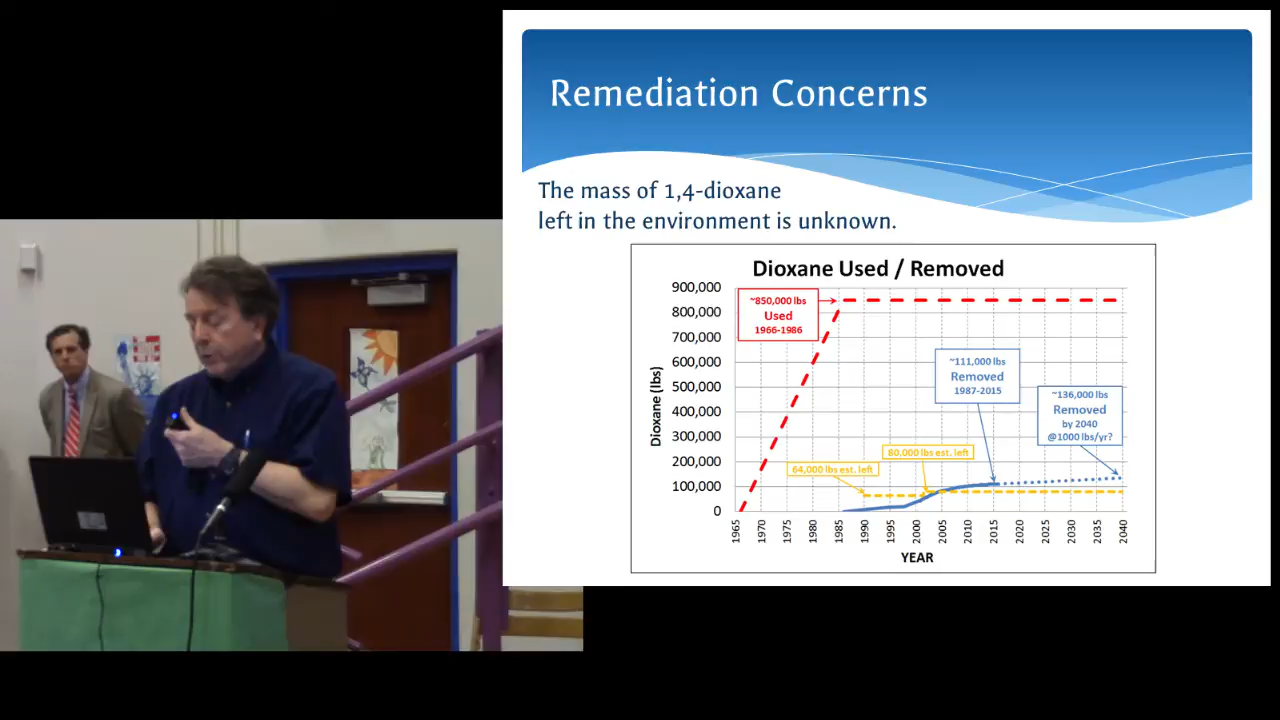 Remediation Concerns
The mass of 1,4-dioxane
left in the environment is unknown.
Dioxane Used / Removed
900,000
800,000
700,000
600,000
500,000
400,000
300,000
200,000
100,000
0
Dioxane (lbs)
~850,000 lbs
Used
1966-1986
~111,000 lbs
Removed
1987-2015
~136,000 lbs
Removed
by 2040
@1000 lbs/yr?
80,000 lbs est. left
64,000 lbs est. left
1965
1970
1975
1980
1985
1990
1995
2000
2005
2010
2015
2020
2025
2030
2035
2040
YEAR